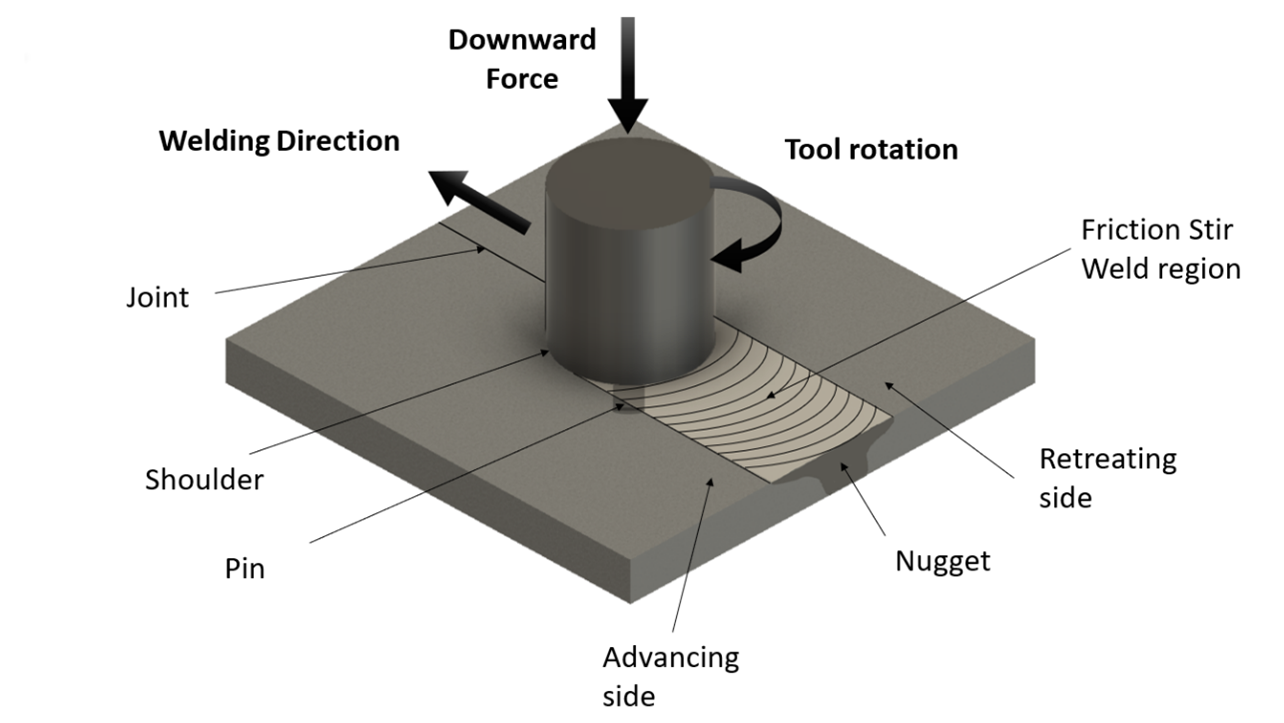 Downward
Force
Welding Direction
Tool rotation
Friction Stir
Weld region
Joint
Shoulder
Retreating
side
Pin
Nugget
Advancing
side